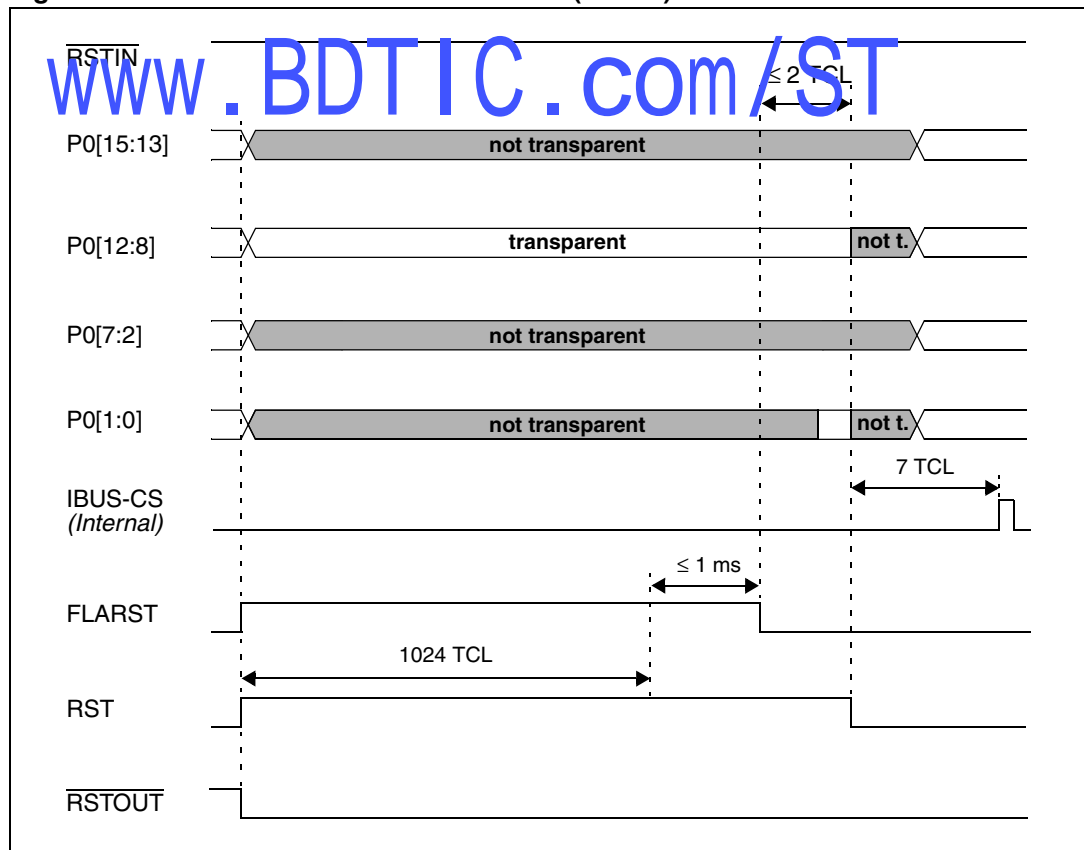 RSTIN
www.BDTIC.com/ST
≤ 2 TCL
P0[15:13]
not transparent
P0[12:8]
transparent
not t.
P0[7:2]
not transparent
P0[1:0]
not transparent
not t.
7 TCL
IBUS-CS
(Internal)
≤ 1 ms
FLARST
1024 TCL
RST
RSTOUT